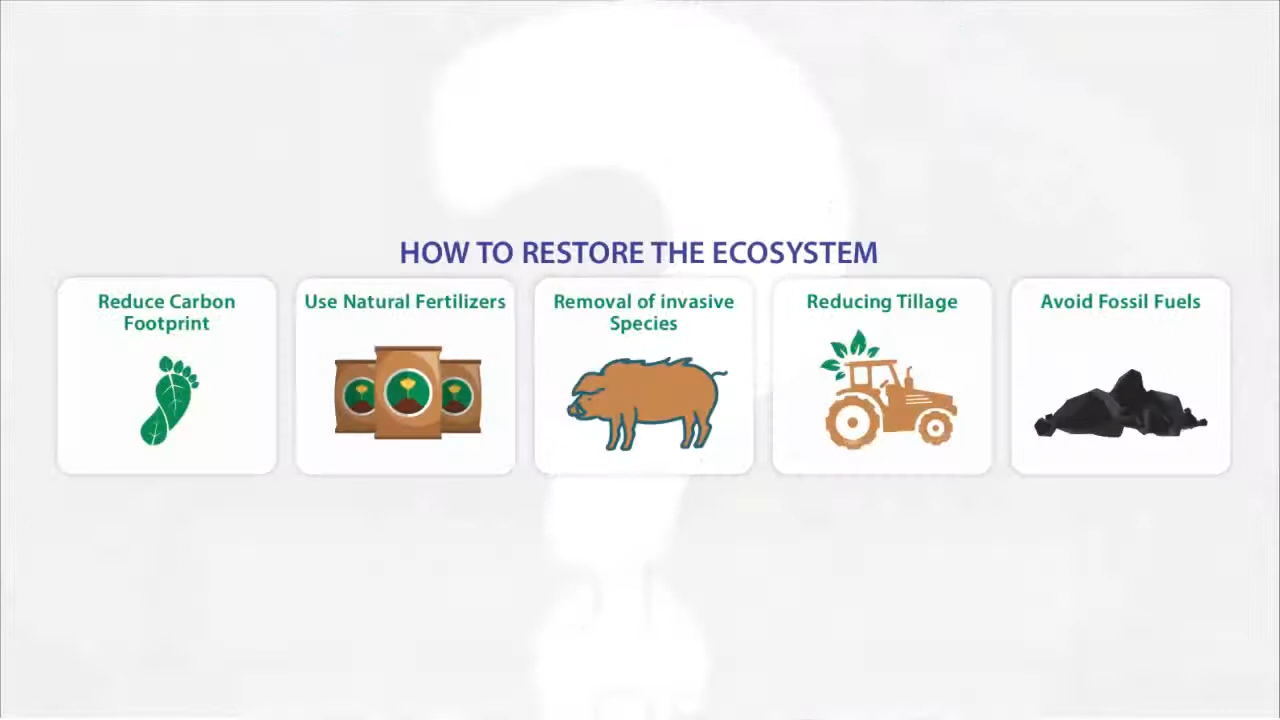 HOW TO RESTORE THE ECOSYSTEM
Reduce Carbon
Footprint
Use Natural Fertilizers
Removal of invasive
Species
Reducing Tillage
Avoid Fossil Fuels